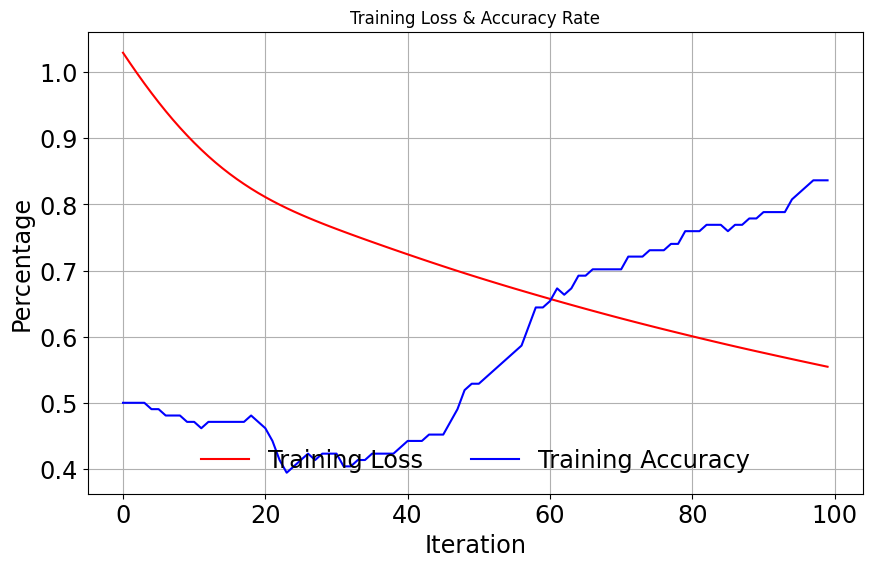 Training Loss & Accuracy Rate
1.0
0.9
0.8
0.7
0.6
0.5
0.4
Percentage
Training Loss
Training Accuracy
0 20 40 60 80 100
Iteration